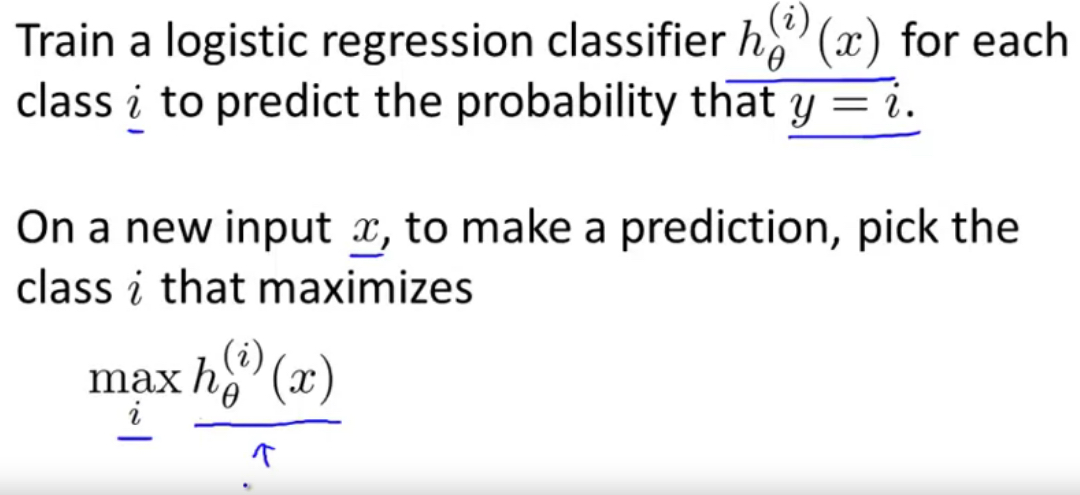 Train a logistic regression classifier $h_\theta^{(i)}(x)$ for each
class $i$ to predict the probability that $y = i$.
On a new input $x$, to make a prediction, pick the
class $i$ that maximizes
$\max_i h_\theta^{(i)}(x)$